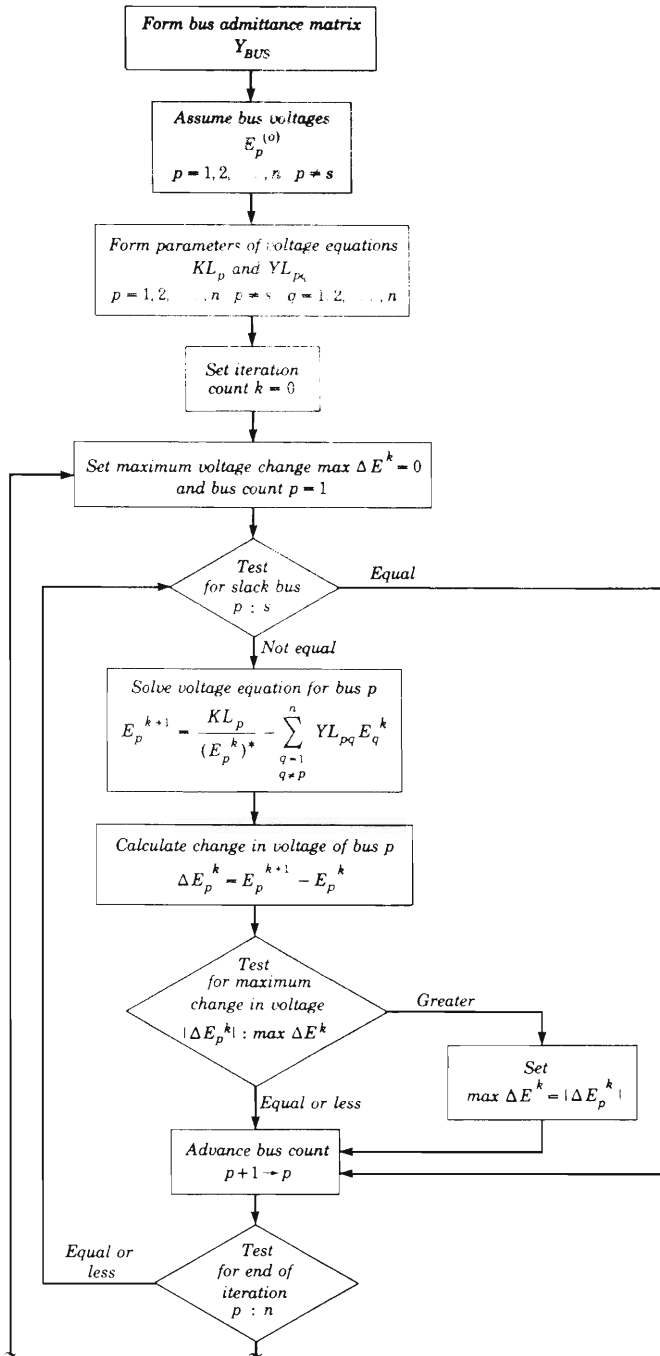 Form bus admittance matrix
Y_BUS
Assume bus voltages
E_p^(o)
p = 1, 2, . . , n p ≠ s
Form parameters of voltage equations
KL_p and YL_pq
p = 1, 2, . . , n p ≠ s q = 1, 2, . . , n
Set iteration
count k = 0
Set maximum voltage change max ΔE^k = 0
and bus count p = 1
Test
for slack bus
p : s
Equal
Not equal
Solve voltage equation for bus p
E_p^k+1 = KL_p / (E_p^k)* − n ∑ q=1 q≠p YL_pq E_q^k
Calculate change in voltage of bus p
ΔE_p^k = E_p^k+1 − E_p^k
Test
for maximum
change in voltage
|ΔE_p^k| : max ΔE^k
Greater
Set
max ΔE^k = |ΔE_p^k|
Equal or less
Advance bus count
p+1 → p
Equal or
less
Test
for end of
iteration
p : n